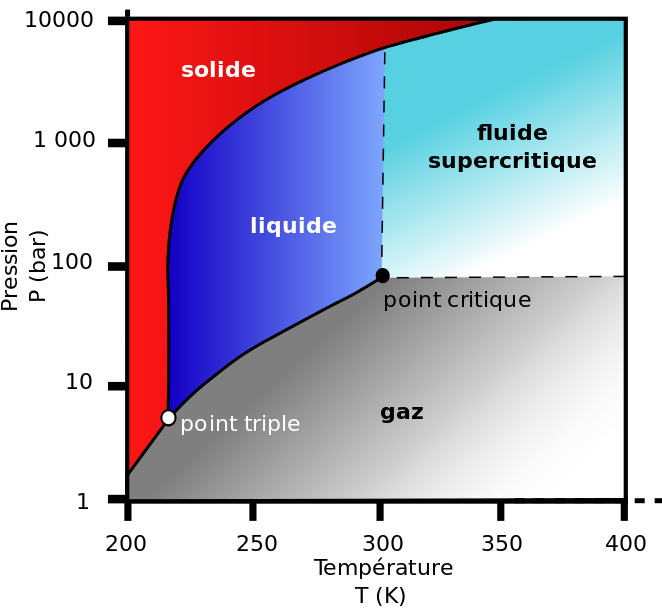 10000
1 000
100
10
1
Pression
P (bar)
solide
liquide
fluide
supercritique
point critique
gaz
point triple
200
250
300
350
400
Température
T (K)